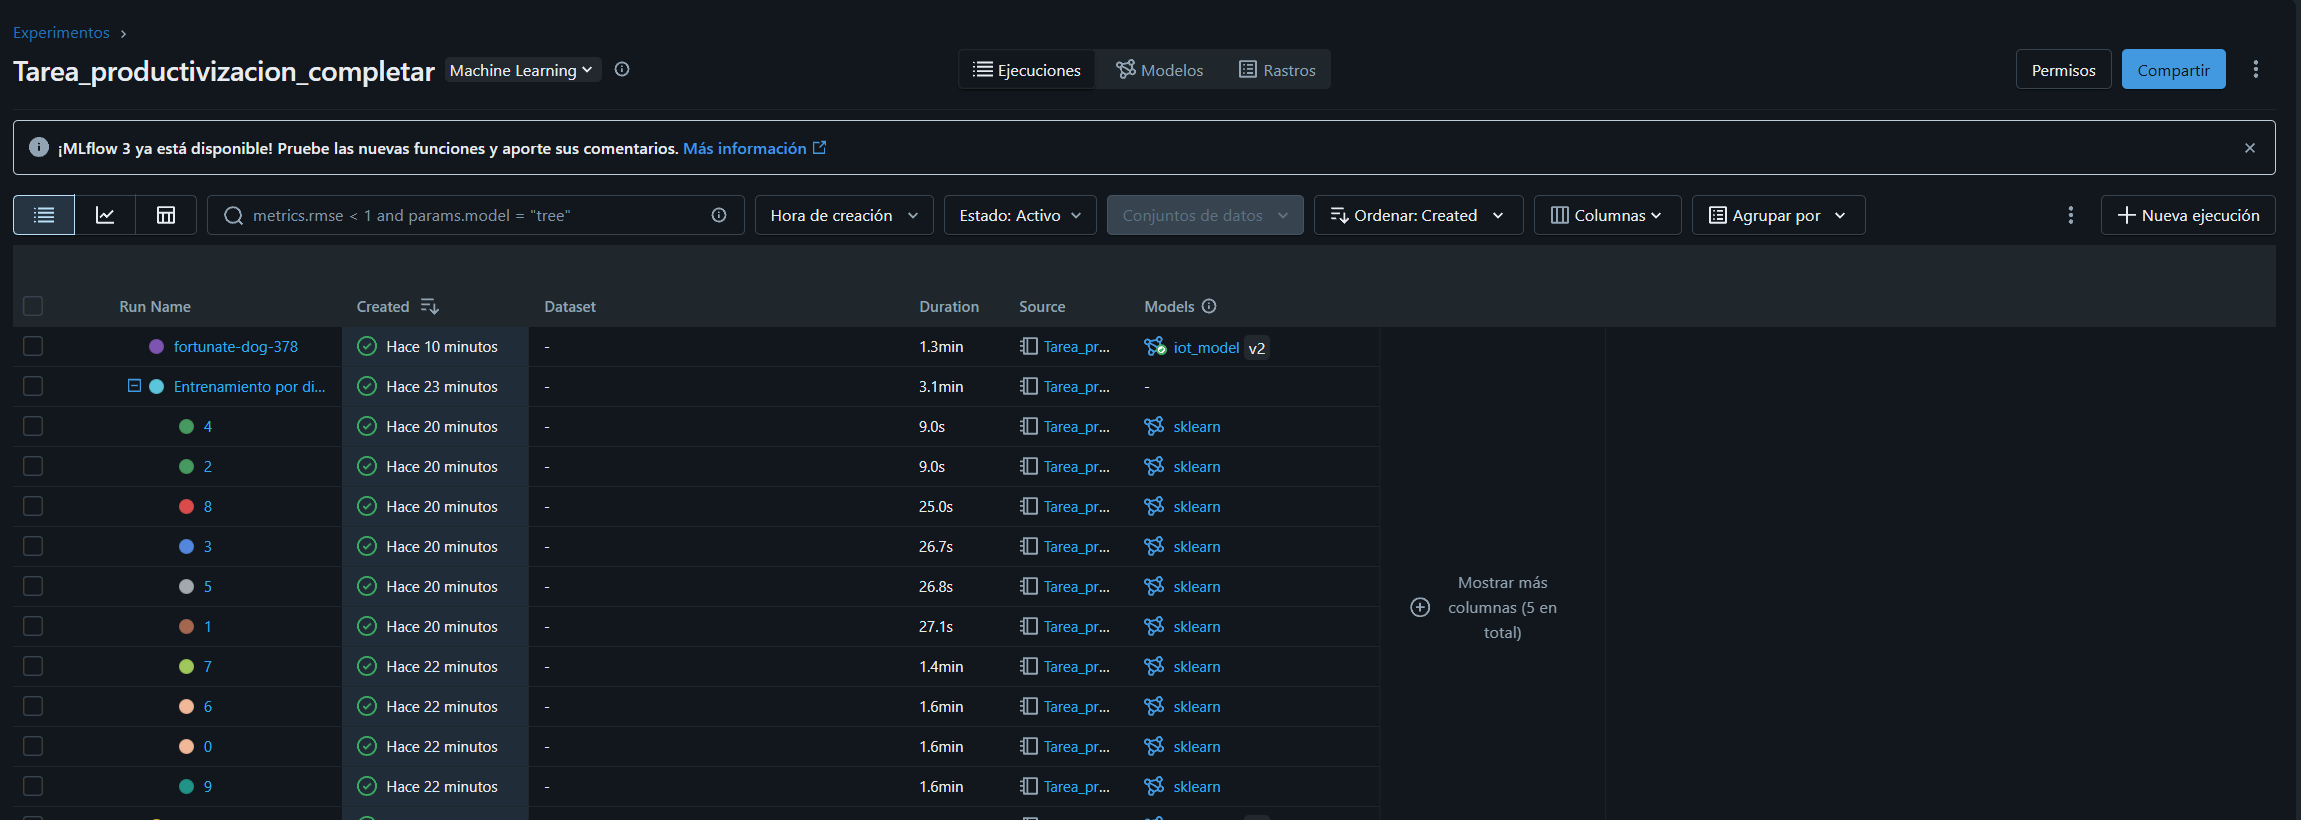 Experimentos
Tarea_productivizacion_completar Machine Learning
Ejecuciones Modelos Rastros
Permisos Compartir
¡MLflow 3 ya está disponible! Pruebe las nuevas funciones y aporte sus comentarios. Más información
metrics.rmse < 1 and params.model = "tree" Hora de creación Estado: Activo Conjuntos de datos Ordenar: Created Columnas Agrupar por Nueva ejecución
Run Name Created Dataset Duration Source Models
fortunate-dog-378 Hace 10 minutos - 1.3min Tarea_pr... iot_model v2
Entrenamiento por di... Hace 23 minutos - 3.1min Tarea_pr... -
4 Hace 20 minutos - 9.0s Tarea_pr... sklearn
2 Hace 20 minutos - 9.0s Tarea_pr... sklearn
8 Hace 20 minutos - 25.0s Tarea_pr... sklearn
3 Hace 20 minutos - 26.7s Tarea_pr... sklearn
5 Hace 20 minutos - 26.8s Tarea_pr... sklearn
1 Hace 20 minutos - 27.1s Tarea_pr... sklearn
7 Hace 22 minutos - 1.4min Tarea_pr... sklearn
6 Hace 22 minutos - 1.6min Tarea_pr... sklearn
0 Hace 22 minutos - 1.6min Tarea_pr... sklearn
9 Hace 22 minutos - 1.6min Tarea_pr... sklearn
Mostrar más
columnas (5 en
total)